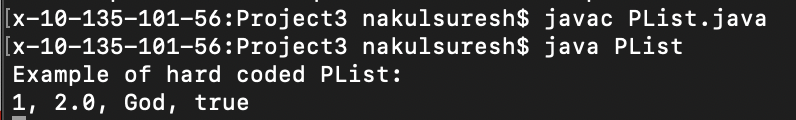 [x-10-135-101-56:Project3 nakulsuresh$ javac PList.java
[x-10-135-101-56:Project3 nakulsuresh$ java PList
Example of hard coded PList:
1, 2.0, God, true